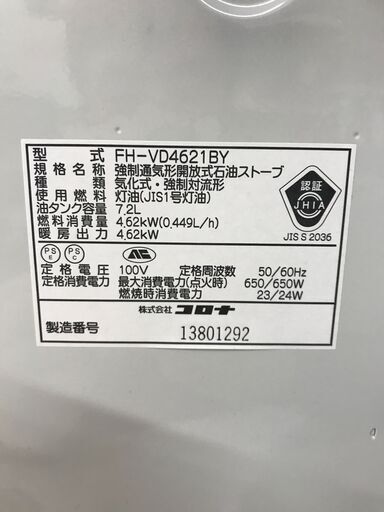 型 式 FH-VD4621BY
規格名称 強制通気形開放式石油ストーブ
種 類 気化式・強制対流形
使用燃料 灯油(JIS1号灯油)
油タンク容量 7.2L
燃料消費量 4.62kW(0.449L/h)
暖房出力 4.62kW
認証
JHIA
JIS S 2036
PS E
PS C
定格電圧 100V 定格周波数 50/60Hz
定格消費電力 最大消費電力(点火時) 650/650W
燃焼時消費電力 23/24W
株式会社 コロナ
製造番号 13801292